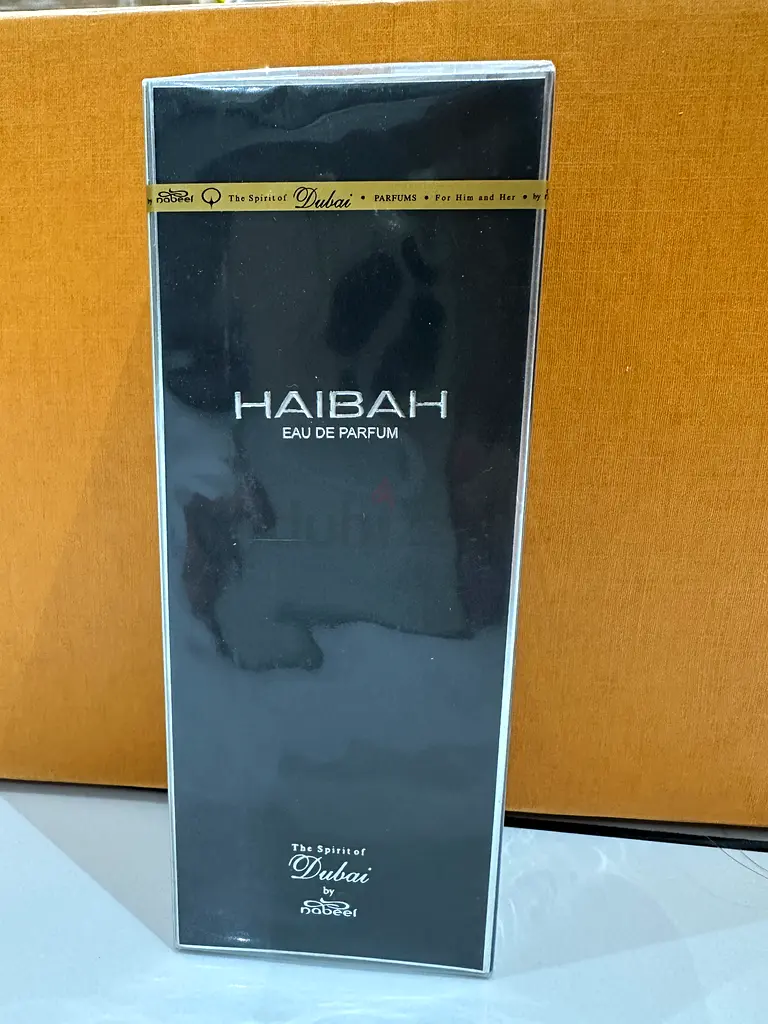 nabeel The Spirit of Dubai • PARFUMS • For Him and Her • by
HAIBAH
EAU DE PARFUM
The Spirit of
Dubai
by
nabeel